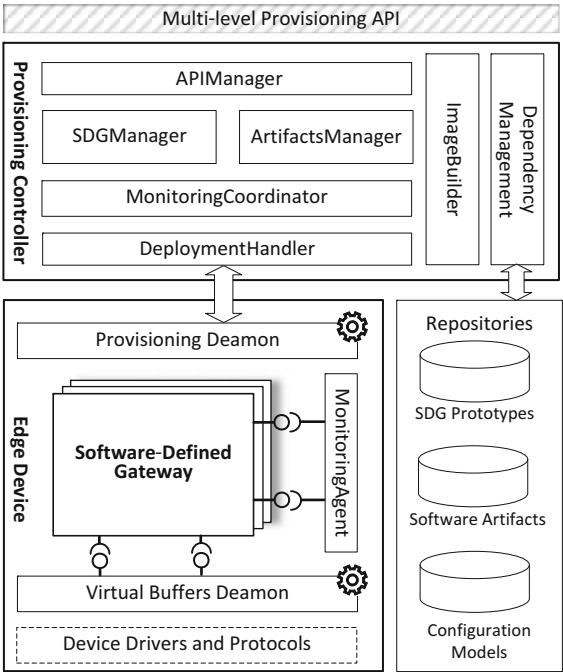 Multi-level Provisioning API
Provisioning Controller
APIManager
SDGManager
ArtifactsManager
MonitoringCoordinator
DeploymentHandler
ImageBuilder
Dependency
Management
Edge Device
Provisioning Deamon
Software-Defined
Gateway
MonitoringAgent
Virtual Buffers Deamon
Device Drivers and Protocols
Repositories
SDG Prototypes
Software Artifacts
Configuration
Models